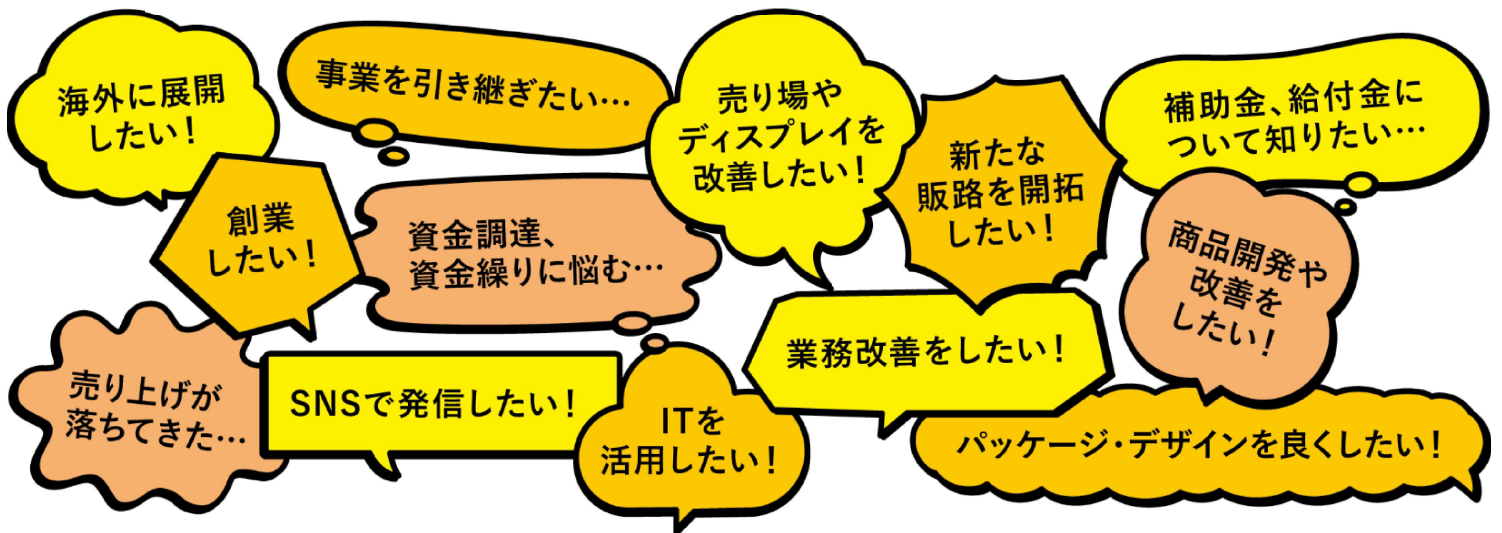 海外に展開
したい！
事業を引き継ぎたい…
売り場や
ディスプレイを
改善したい！
新たな
販路を開拓
したい！
補助金、給付金に
ついて知りたい…
創業
したい！
資金調達、
資金繰りに悩む…
商品開発や
改善を
したい！
業務改善をしたい！
売り上げが
落ちてきた…
SNSで発信したい！
ITを
活用したい！
パッケージ・デザインを良くしたい！